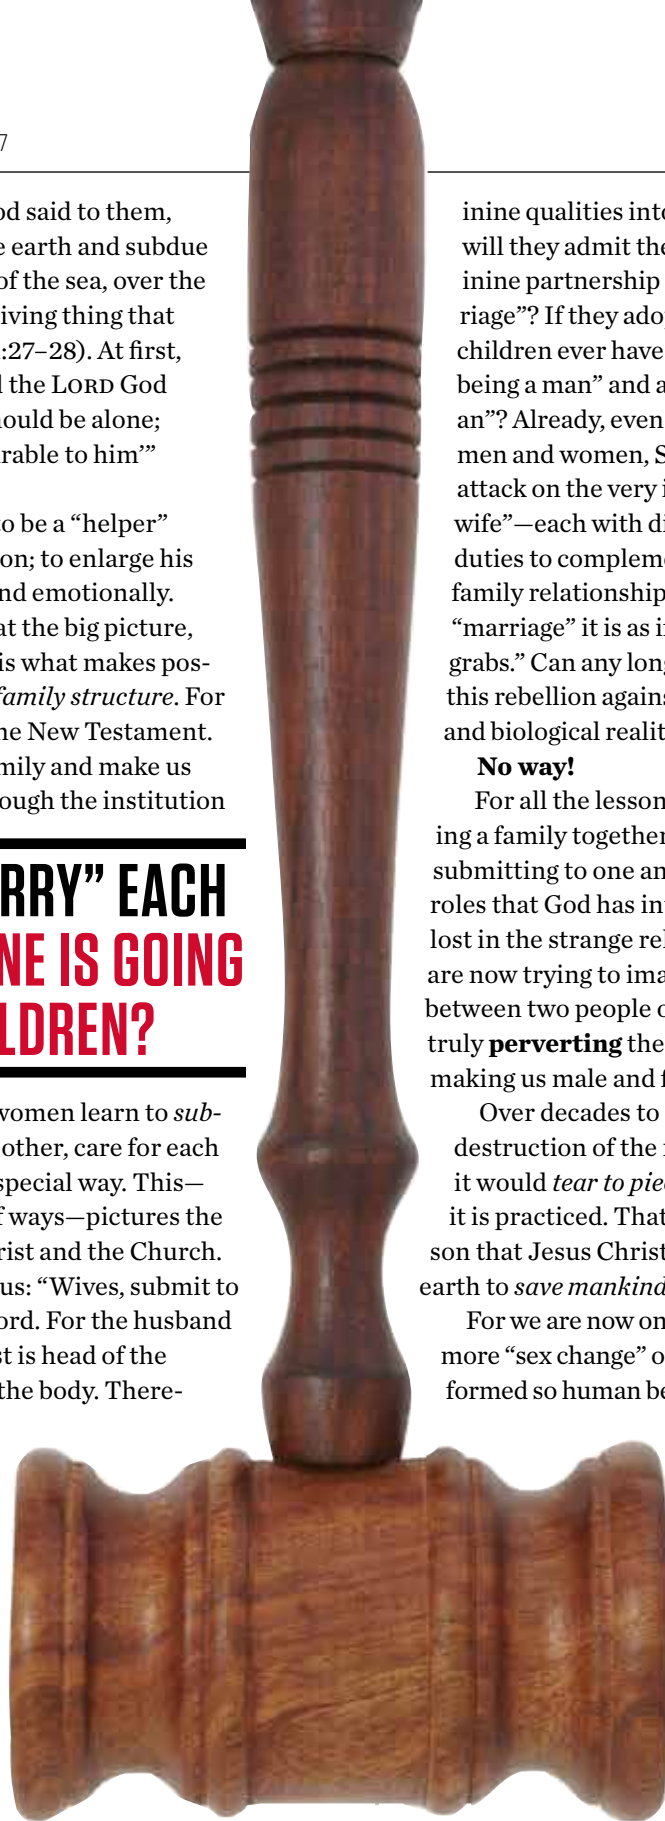 7
od said to them,
e earth and subdue
of the sea, over the
iving thing that
:27–28). At first,
d the LORD God
hould be alone;
rable to him’”
to be a “helper”
on; to enlarge his
nd emotionally.
at the big picture,
is what makes pos-
family structure. For
he New Testament.
mily and make us
ough the institution
RRY” EACH
NE IS GOING
LDREN?
women learn to sub-
other, care for each
special way. This—
f ways—pictures the
rist and the Church.
us: “Wives, submit to
ord. For the husband
st is head of the
the body. There-
inine qualities into
will they admit the
inine partnership
riage”? If they ado
children ever have
being a man” and a
an”? Already, even
men and women, S
attack on the very i
wife”—each with di
duties to complem
family relationship
“marriage” it is as i
grabs.” Can any long
this rebellion agains
and biological realit
No way!
For all the lesson
ing a family together
submitting to one an
roles that God has in
lost in the strange rel
are now trying to ima
between two people o
truly perverting the
making us male and f
Over decades to
destruction of the
it would tear to pie
it is practiced. That
son that Jesus Christ
earth to save mankind
For we are now on
more “sex change” o
formed so human be